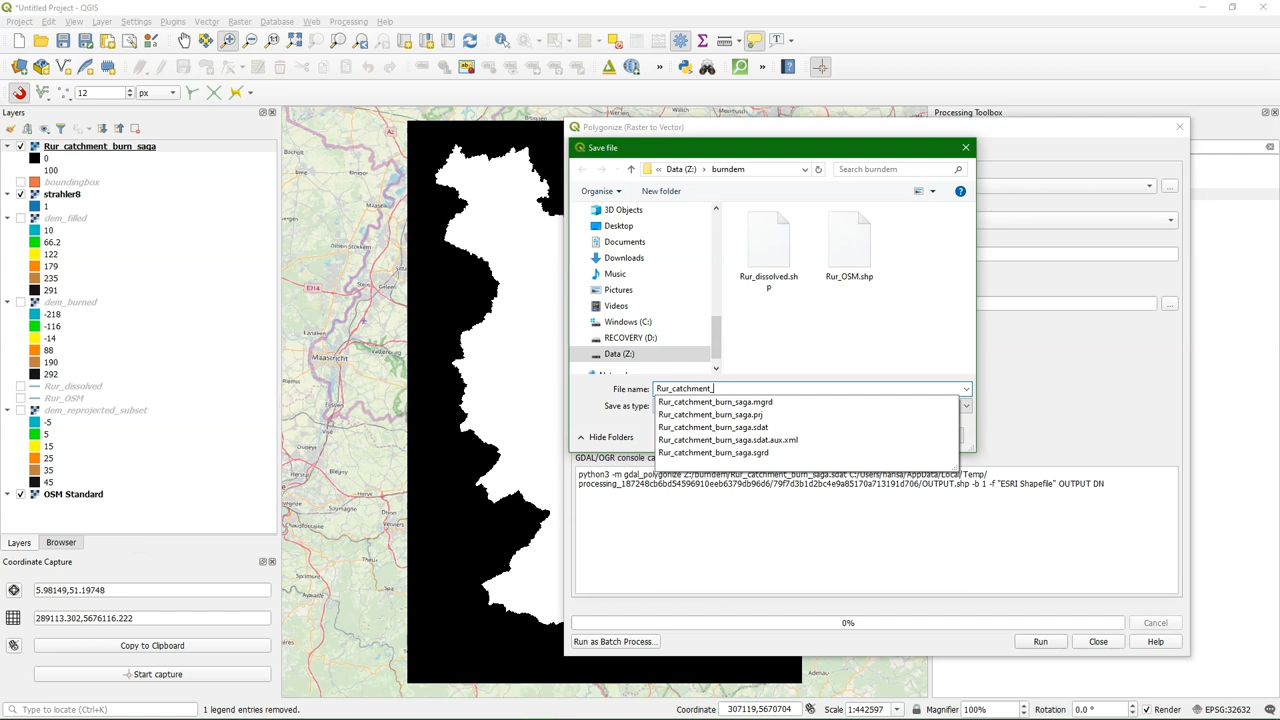 *Untitled Project — QGIS
Project Edit View Layer Settings Plugins Vector Raster Database Web Processing Help
12 px
Layers
Rur_catchment_burn_saga
0
100
boundingbox
strahler8
1
dem_filled
10
66.2
122
179
235
291
dem_burned
-218
-116
-14
88
190
292
Rur_dissolved
Rur_OSM
dem_reprojected_subset
-5
5
15
25
35
45
OSM Standard
Layers Browser
Coordinate Capture
5.98149,51.19748
289113.302,5676116.222
Copy to Clipboard
Start capture
Processing Toolbox
Polygonize (Raster to Vector)
Save file
« Data (Z:) › burndem
Search burndem
Organise
New folder
3D Objects
Desktop
Documents
Downloads
Music
Pictures
Videos
Windows (C:)
RECOVERY (D:)
Data (Z:)
Rur_dissolved.sh
p
Rur_OSM.shp
File name: Rur_catchment_
Save as type:
Rur_catchment_burn_saga.mgrd
Rur_catchment_burn_saga.prj
Rur_catchment_burn_saga.sdat
Rur_catchment_burn_saga.sdat.aux.xml
Rur_catchment_burn_saga.sgrd
Hide Folders
GDAL/OGR console ca
python3 -m gdal_polygonize Z:/burndem/Rur_catchment_burn_saga.sdat C:/Users/hansa/AppData/Local/Temp/
processing_187248cb6bd54596910eeb6379db96d6/79f7d3b1d2bc4e9a85170a713191d706/OUTPUT.shp -b 1 -f "ESRI Shapefile" OUTPUT DN
0%
Cancel
Run as Batch Process...
Run
Close
Help
Maastricht
Type to locate (Ctrl+K)
1 legend entries removed.
Coordinate 307119,5670704
Scale 1:442597
Magnifier 100%
Rotation 0.0 °
Render
EPSG:32632